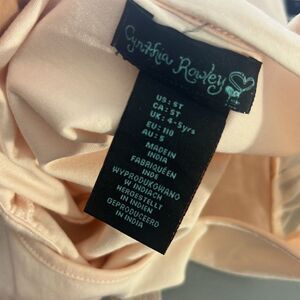 Cynthia Rowley
US: 5T
CA: 5T
UK: 4-5yrs
EU: 110
AU: 5
MADE IN
INDIA
FABRIQUÉ EN
INDE
WYPRODUKOWANO
W INDIACH
HERGESTELLT
IN INDIEN
GEPRODUCEERD
IN INDIA